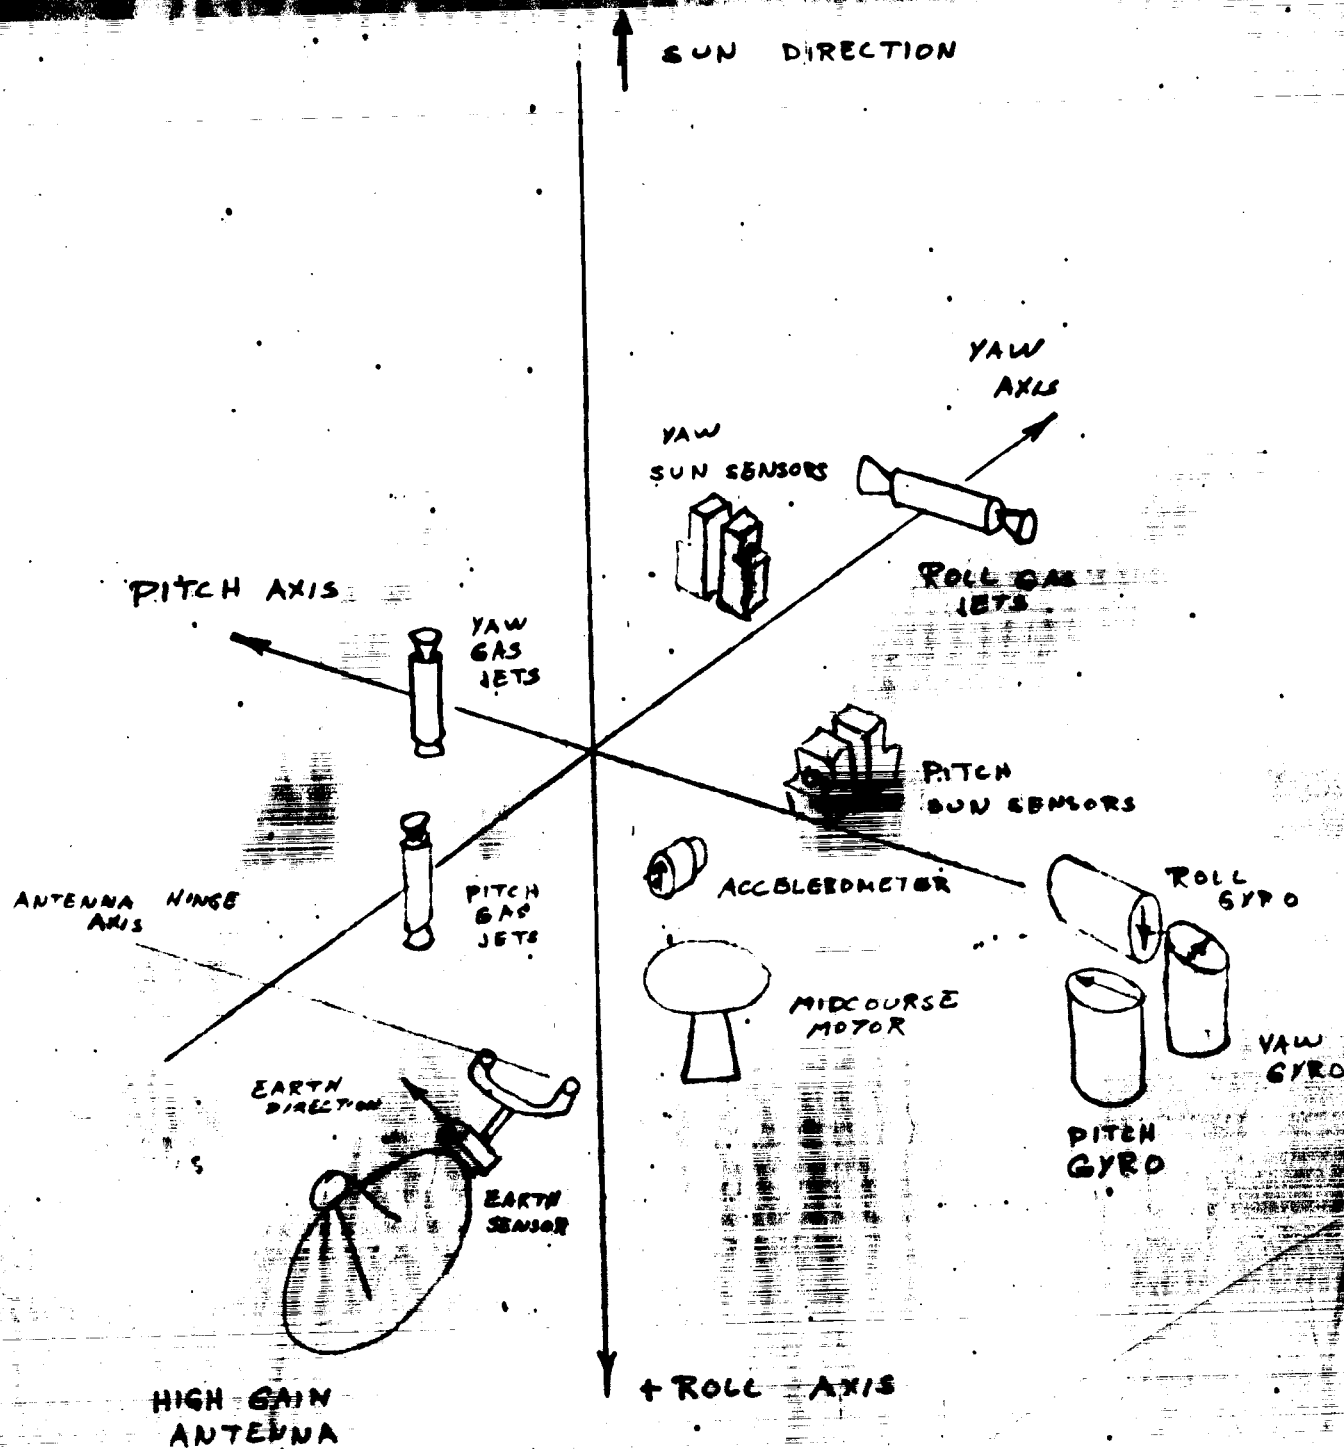 SUN DIRECTION
YAW
AXIS
YAW
SUN SENSORS
ROLL GAS
JETS
PITCH AXIS
YAW
GAS
JETS
PITCH
SUN SENSORS
ROLL
GYRO
ACCELEROMETER
ANTENNA HINGE
AXIS
PITCH
GAS
JETS
MIDCOURSE
MOTOR
YAW
GYRO
EARTH
DIRECTION
PITCH
GYRO
EARTH
SENSOR
+ ROLL AXIS
HIGH GAIN
ANTENNA